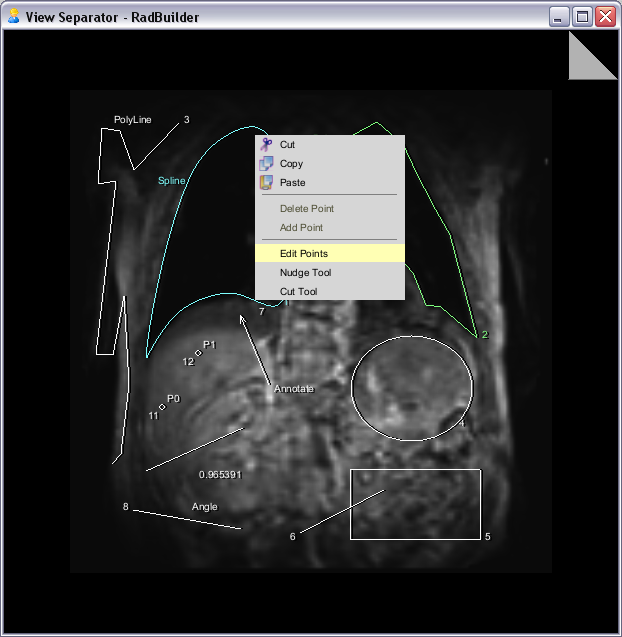 View Separator - RadBuilder
PolyLine
3
Spline
Cut
Copy
Paste
Delete Point
Add Point
Edit Points
Nudge Tool
Cut Tool
7
2
P1
12
P0
11
Annotate
4
0.965391
8
Angle
6
5